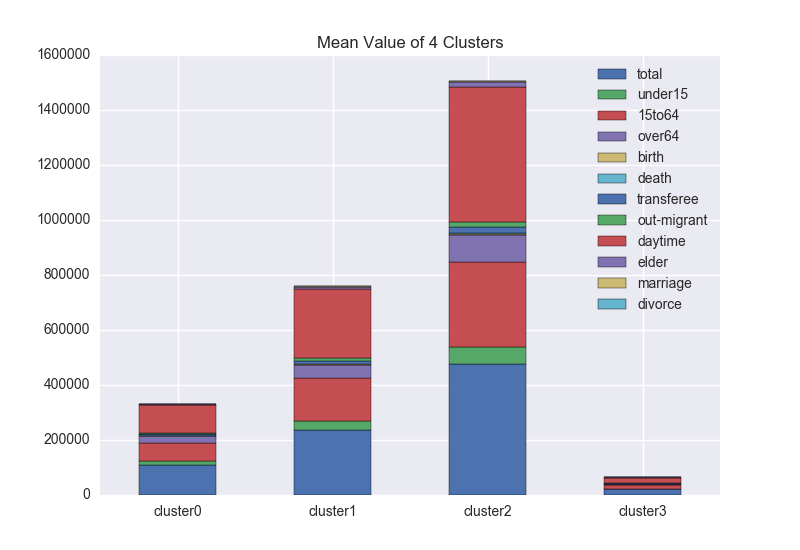 Mean Value of 4 Clusters
1600000
1400000
1200000
1000000
800000
600000
400000
200000
0
total
under15
15to64
over64
birth
death
transferee
out-migrant
daytime
elder
marriage
divorce
cluster0
cluster1
cluster2
cluster3